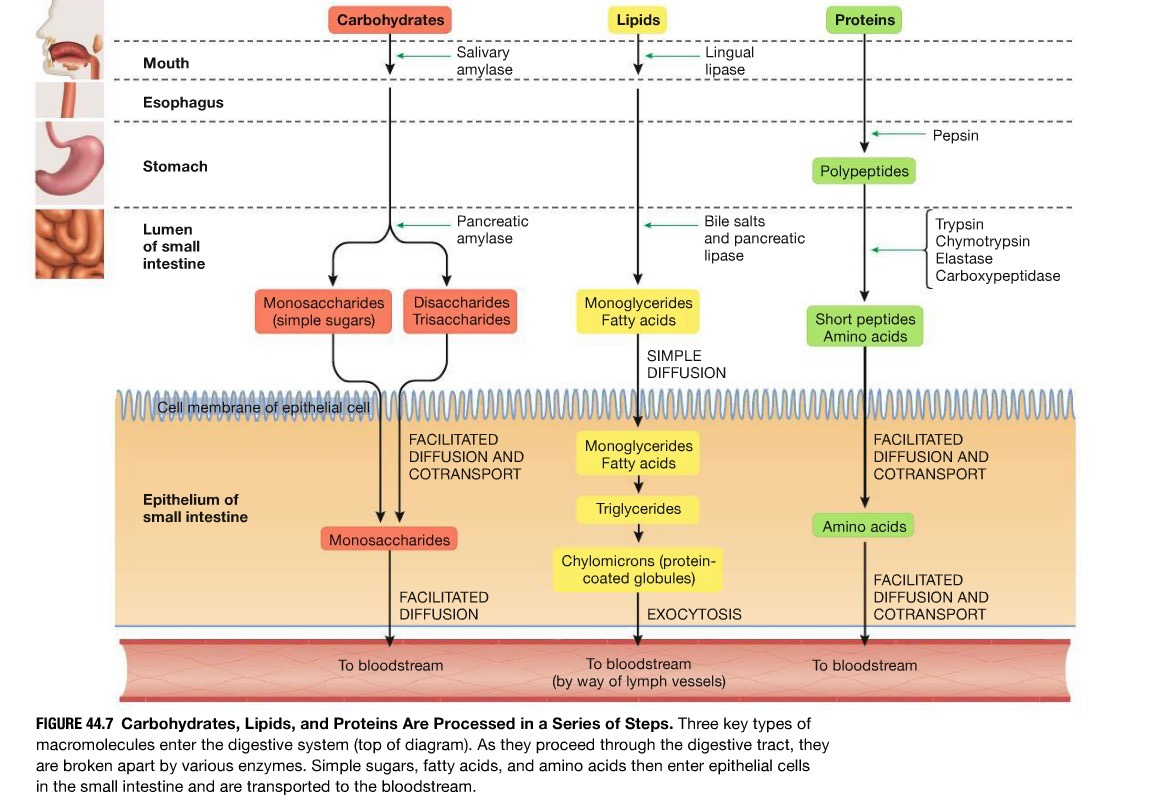 Carbohydrates
Lipids
Proteins
Mouth
Salivary
amylase
Lingual
lipase
Esophagus
Stomach
Pepsin
Polypeptides
Lumen
of small
intestine
Pancreatic
amylase
Bile salts
and pancreatic
lipase
Trypsin
Chymotrypsin
Elastase
Carboxypeptidase
Monosaccharides
(simple sugars)
Disaccharides
Trisaccharides
Monoglycerides
Fatty acids
Short peptides
Amino acids
SIMPLE
DIFFUSION
Cell membrane of epithelial cell
FACILITATED
DIFFUSION AND
COTRANSPORT
Monoglycerides
Fatty acids
FACILITATED
DIFFUSION AND
COTRANSPORT
Epithelium of
small intestine
Triglycerides
Monosaccharides
Amino acids
Chylomicrons (protein-
coated globules)
FACILITATED
DIFFUSION
EXOCYTOSIS
FACILITATED
DIFFUSION AND
COTRANSPORT
To bloodstream
To bloodstream
(by way of lymph vessels)
To bloodstream
FIGURE 44.7 Carbohydrates, Lipids, and Proteins Are Processed in a Series of Steps. Three key types of
macromolecules enter the digestive system (top of diagram). As they proceed through the digestive tract, they
are broken apart by various enzymes. Simple sugars, fatty acids, and amino acids then enter epithelial cells
in the small intestine and are transported to the bloodstream.